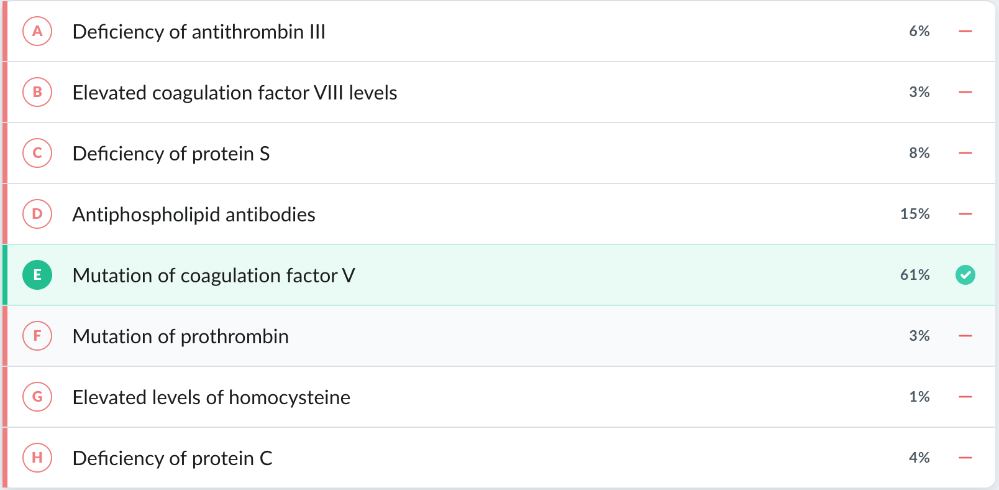 A Deficiency of antithrombin III 6%
B Elevated coagulation factor VIII levels 3%
C Deficiency of protein S 8%
D Antiphospholipid antibodies 15%
E Mutation of coagulation factor V 61%
F Mutation of prothrombin 3%
G Elevated levels of homocysteine 1%
H Deficiency of protein C 4%